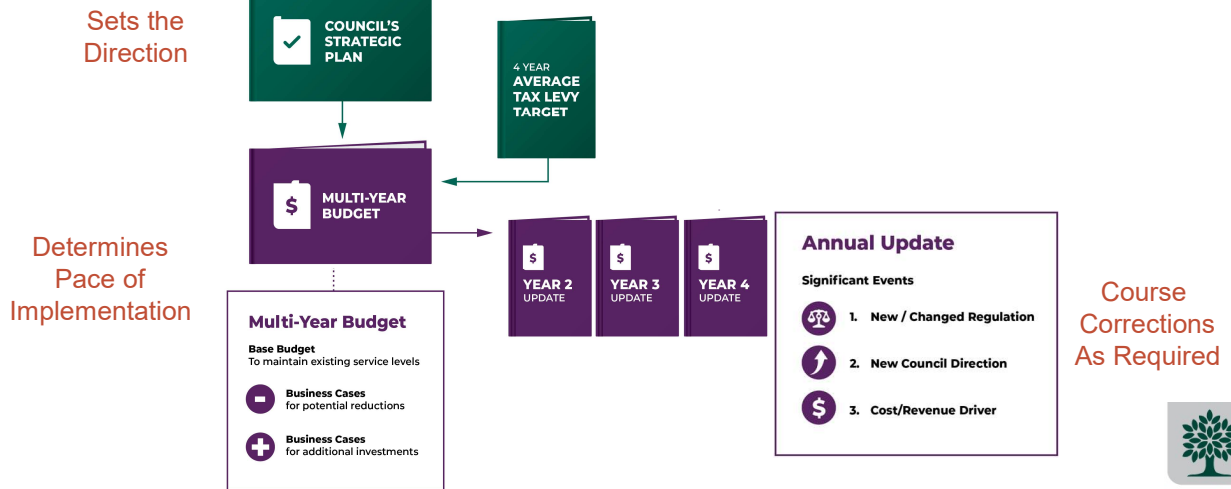 Sets the
Direction
COUNCIL'S
STRATEGIC
PLAN
4 YEAR
AVERAGE
TAX LEVY
TARGET
$
MULTI-YEAR
BUDGET
Determines
Pace of
Implementation
$
YEAR 2
UPDATE
$
YEAR 3
UPDATE
$
YEAR 4
UPDATE
Multi-Year Budget
Base Budget
To maintain existing service levels
-
Business Cases
for potential reductions
+
Business Cases
for additional investments
Annual Update
Significant Events
1. New / Changed Regulation
2. New Council Direction
$
3. Cost/Revenue Driver
Course
Corrections
As Required